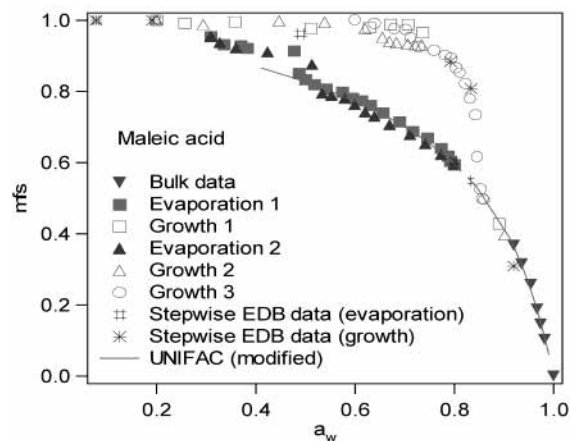 mfs
1.0
0.8
0.6
0.4
0.2
0.0
Maleic acid
Bulk data
Evaporation 1
Growth 1
Evaporation 2
Growth 2
Growth 3
Stepwise EDB data (evaporation)
Stepwise EDB data (growth)
UNIFAC (modified)
0.2 0.4 0.6 0.8 1.0
a_w